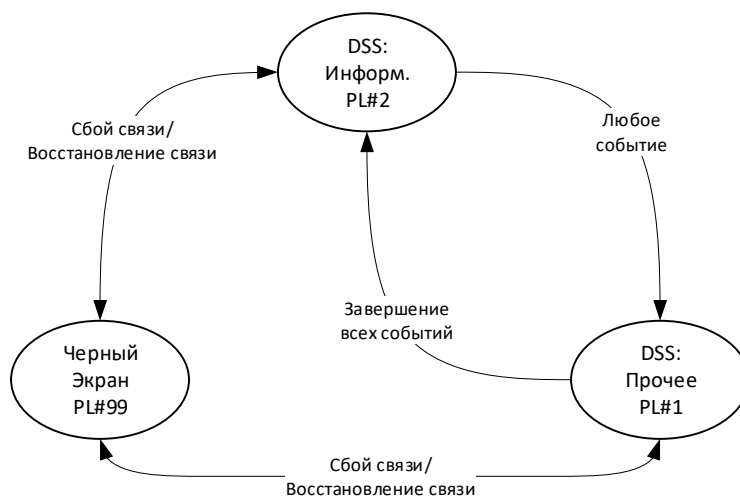 DSS:
Информ.
PL#2
Сбой связи/
Восстановление связи
Любое
событие
Завершение
всех событий
Черный
Экран
PL#99
DSS:
Прочее
PL#1
Сбой связи/
Восстановление связи